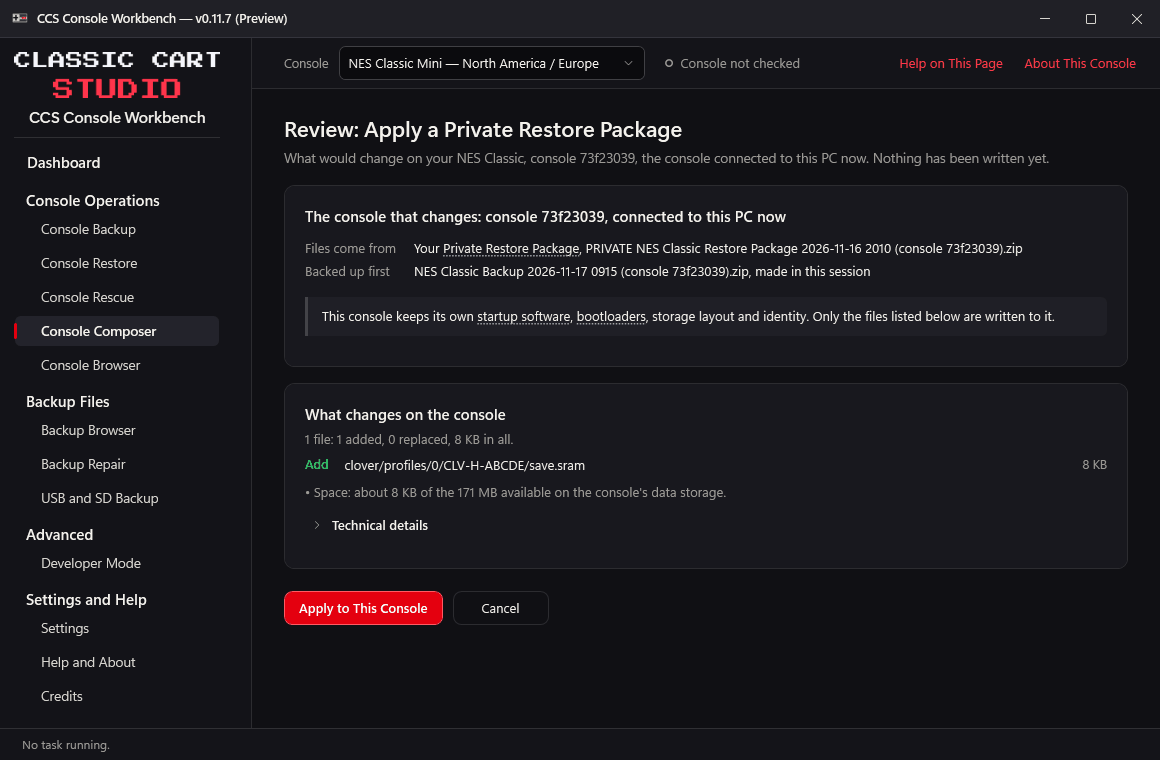 CCS Console Workbench — v0.11.7 (Preview)
CLASSIC CART
STUDIO
CCS Console Workbench
Dashboard
Console Operations
Console Backup
Console Restore
Console Rescue
Console Composer
Console Browser
Backup Files
Backup Browser
Backup Repair
USB and SD Backup
Advanced
Developer Mode
Settings and Help
Settings
Help and About
Credits
Console NES Classic Mini — North America / Europe Console not checked Help on This Page About This Console
Review: Apply a Private Restore Package
What would change on your NES Classic, console 73f23039, the console connected to this PC now. Nothing has been written yet.
The console that changes: console 73f23039, connected to this PC now
Files come from Your Private Restore Package, PRIVATE NES Classic Restore Package 2026-11-16 2010 (console 73f23039).zip
Backed up first NES Classic Backup 2026-11-17 0915 (console 73f23039).zip, made in this session
This console keeps its own startup software, bootloaders, storage layout and identity. Only the files listed below are written to it.
What changes on the console
1 file: 1 added, 0 replaced, 8 KB in all.
Add clover/profiles/0/CLV-H-ABCDE/save.sram 8 KB
• Space: about 8 KB of the 171 MB available on the console's data storage.
Technical details
Apply to This Console Cancel
No task running.